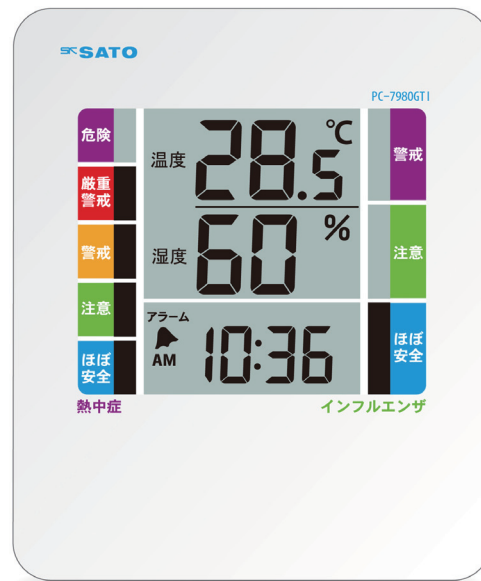 SK SATO
PC-7980GTI
危険
厳重
警戒
警戒
注意
ほぼ
安全
熱中症
温度 28.5 ℃
湿度 60 %
アラーム
AM 10:36
警戒
注意
ほぼ
安全
インフルエンザ